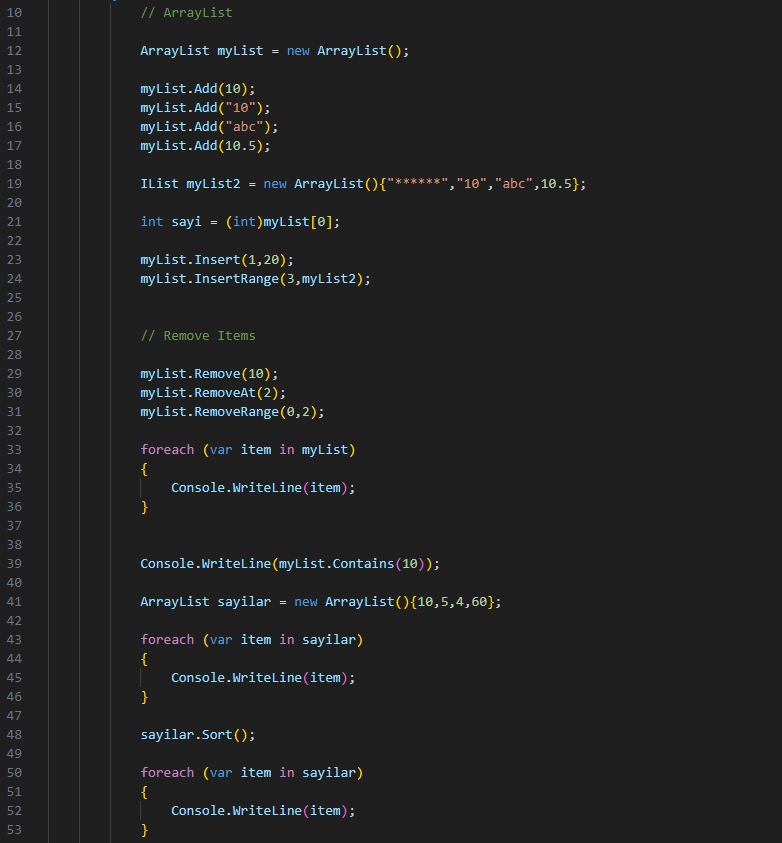 10 // ArrayList
11
12 ArrayList myList = new ArrayList();
13
14 myList.Add(10);
15 myList.Add("10");
16 myList.Add("abc");
17 myList.Add(10.5);
18
19 IList myList2 = new ArrayList(){"******","10","abc",10.5};
20
21 int sayi = (int)myList[0];
22
23 myList.Insert(1,20);
24 myList.InsertRange(3,myList2);
25
26
27 // Remove Items
28
29 myList.Remove(10);
30 myList.RemoveAt(2);
31 myList.RemoveRange(0,2);
32
33 foreach (var item in myList)
34 {
35 Console.WriteLine(item);
36 }
37
38
39 Console.WriteLine(myList.Contains(10));
40
41 ArrayList sayilar = new ArrayList(){10,5,4,60};
42
43 foreach (var item in sayilar)
44 {
45 Console.WriteLine(item);
46 }
47
48 sayilar.Sort();
49
50 foreach (var item in sayilar)
51 {
52 Console.WriteLine(item);
53 }